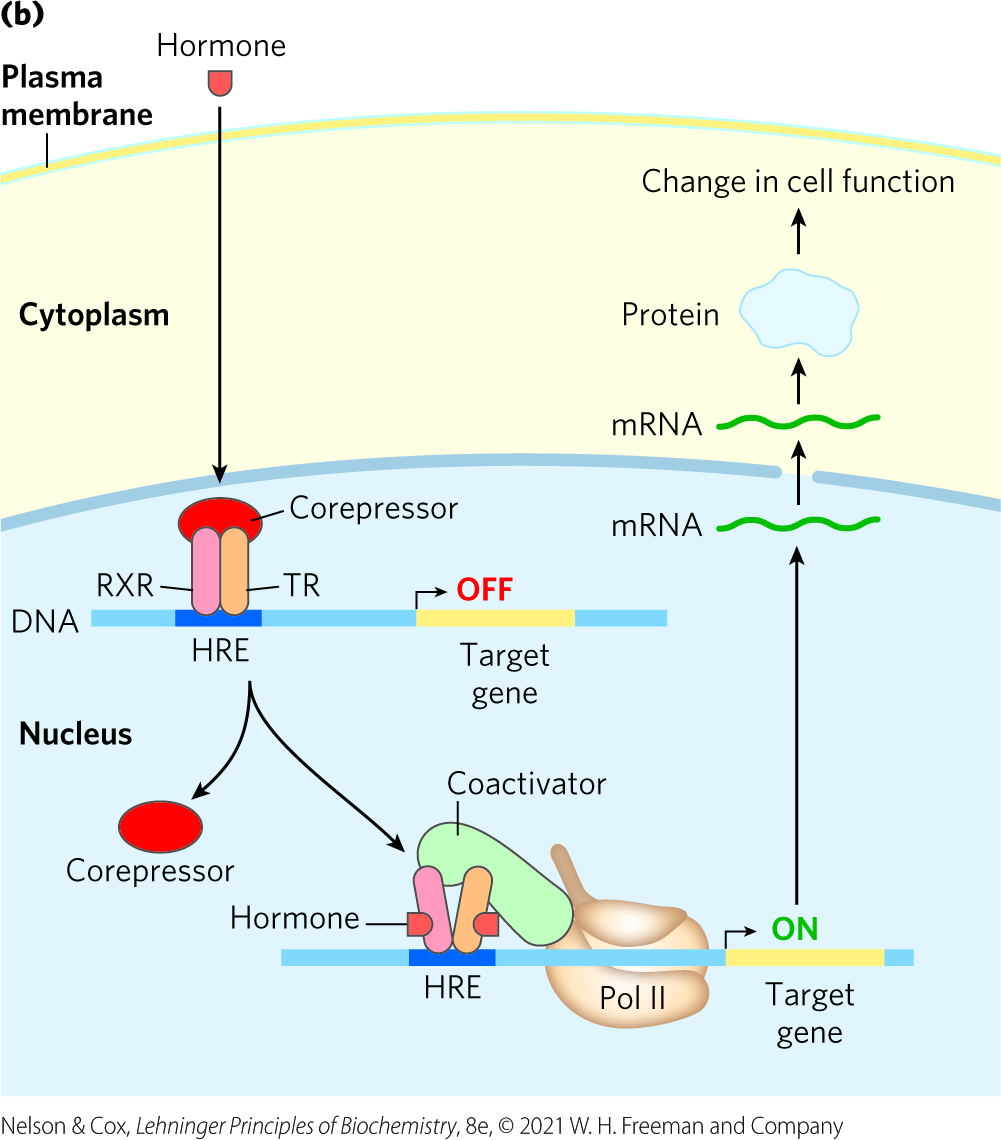 (b)
Hormone
Plasma
membrane
Change in cell function
Cytoplasm
Protein
mRNA
Corepressor
mRNA
RXR
TR
OFF
DNA
HRE
Target
gene
Nucleus
Coactivator
Corepressor
Hormone
ON
HRE
Pol II
Target
gene
Nelson & Cox, Lehninger Principles of Biochemistry, 8e, © 2021 W. H. Freeman and Company